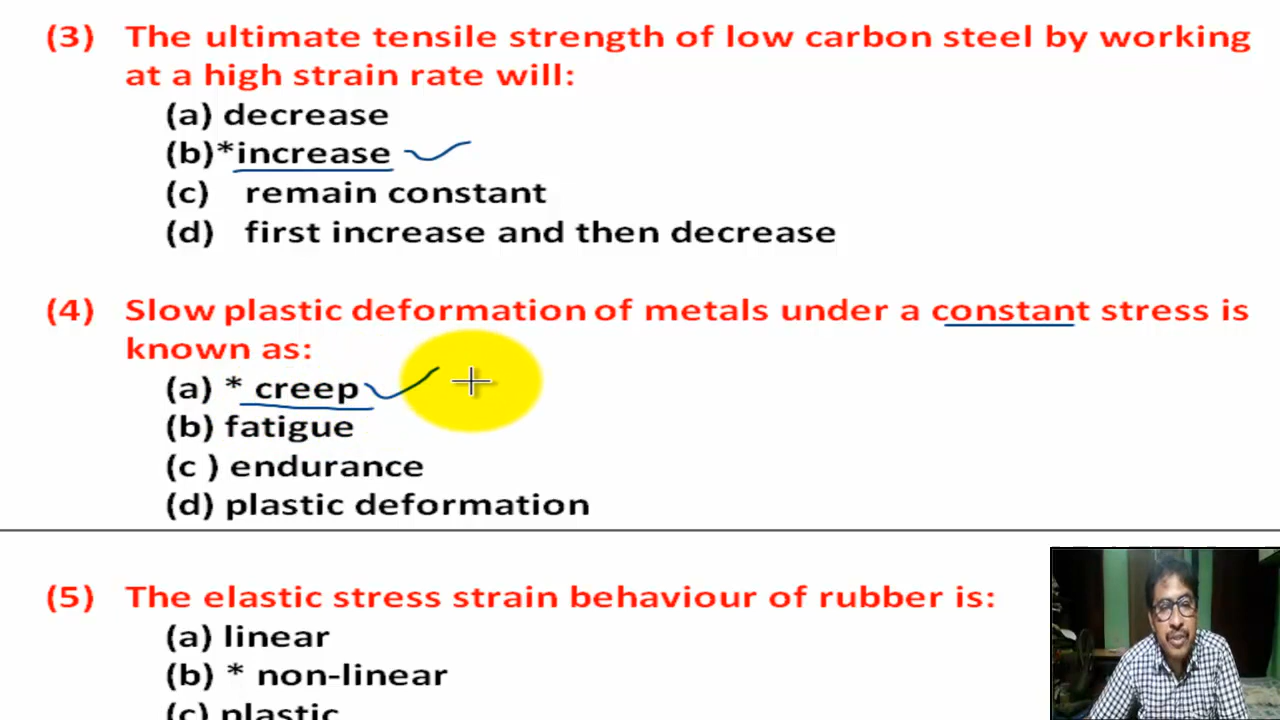 (3) The ultimate tensile strength of low carbon steel by working
at a high strain rate will:
(a) decrease
(b)*increase
(c) remain constant
(d) first increase and then decrease
(4) Slow plastic deformation of metals under a constant stress is
known as:
(a) * creep
(b) fatigue
(c ) endurance
(d) plastic deformation
(5) The elastic stress strain behaviour of rubber is:
(a) linear
(b) * non-linear
(c) plastic